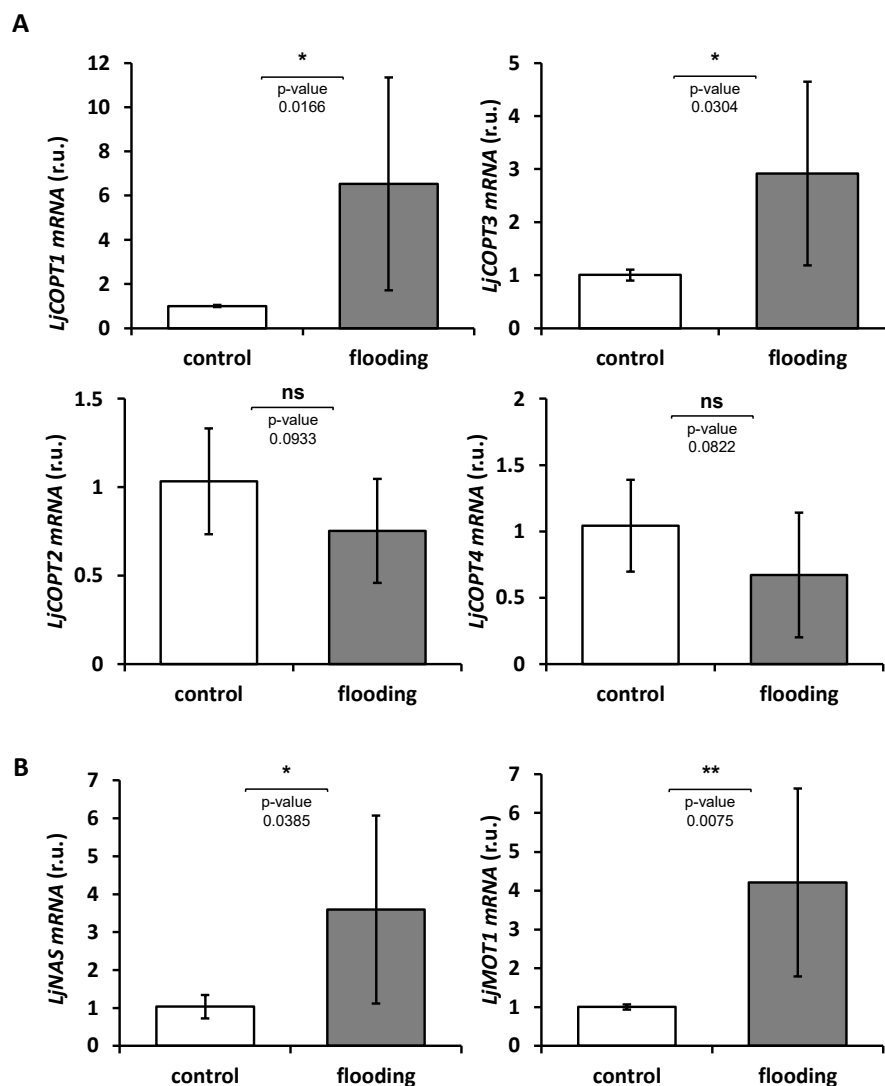 A
LjCOPT1 mRNA (r.u.)
12
10
8
6
4
2
0
*
p-value
0.0166
control flooding
LjCOPT3 mRNA (r.u.)
5
4
3
2
1
0
*
p-value
0.0304
control flooding
LjCOPT2 mRNA (r.u.)
1.5
1
0.5
0
ns
p-value
0.0933
control flooding
LjCOPT4 mRNA (r.u.)
2
1.5
1
0.5
0
ns
p-value
0.0822
control flooding
B
LjNAS mRNA (r.u.)
7
6
5
4
3
2
1
0
*
p-value
0.0385
control flooding
LjMOT1 mRNA (r.u.)
7
6
5
4
3
2
1
0
**
p-value
0.0075
control flooding